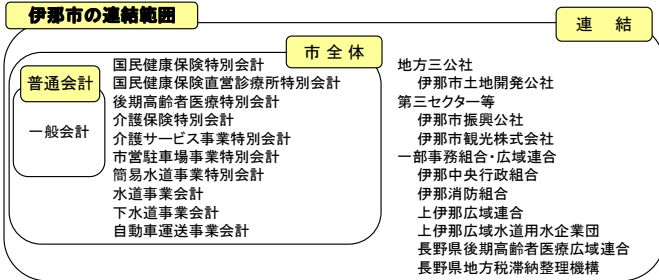 伊那市の連結範囲
連 結
市 全 体
普通会計
一般会計
国民健康保険特別会計
国民健康保険直営診療所特別会計
後期高齢者医療特別会計
介護保険特別会計
介護サービス事業特別会計
市営駐車場事業特別会計
簡易水道事業特別会計
水道事業会計
下水道事業会計
自動車運送事業会計
地方三公社
伊那市土地開発公社
第三セクター等
伊那市振興公社
伊那市観光株式会社
一部事務組合・広域連合
伊那中央行政組合
伊那消防組合
上伊那広域連合
上伊那広域水道用水企業団
長野県後期高齢者医療広域連合
長野県地方税滞納整理機構